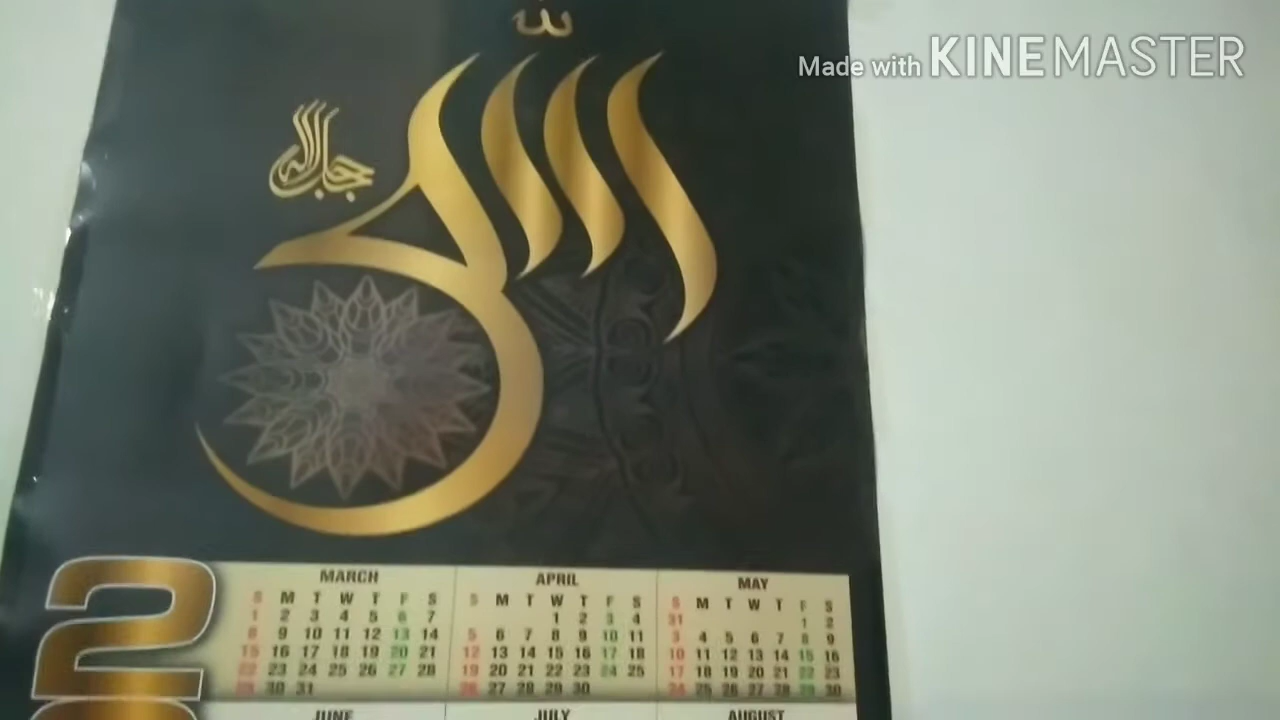 Made with KINEMASTER
الله
جل جلاله
2
MARCH
S M T W T F S
1 2 3 4 5 6 7
8 9 10 11 12 13 14
15 16 17 18 19 20 21
22 23 24 25 26 27 28
29 30 31
APRIL
S M T W T F S
1 2 3 4
5 6 7 8 9 10 11
12 13 14 15 16 17 18
19 20 21 22 23 24 25
26 27 28 29 30
MAY
S M T W T F S
31 1 2
3 4 5 6 7 8 9
10 11 12 13 14 15 16
17 18 19 20 21 22 23
24 25 26 27 28 29 30
JUNE
JULY
AUGUST